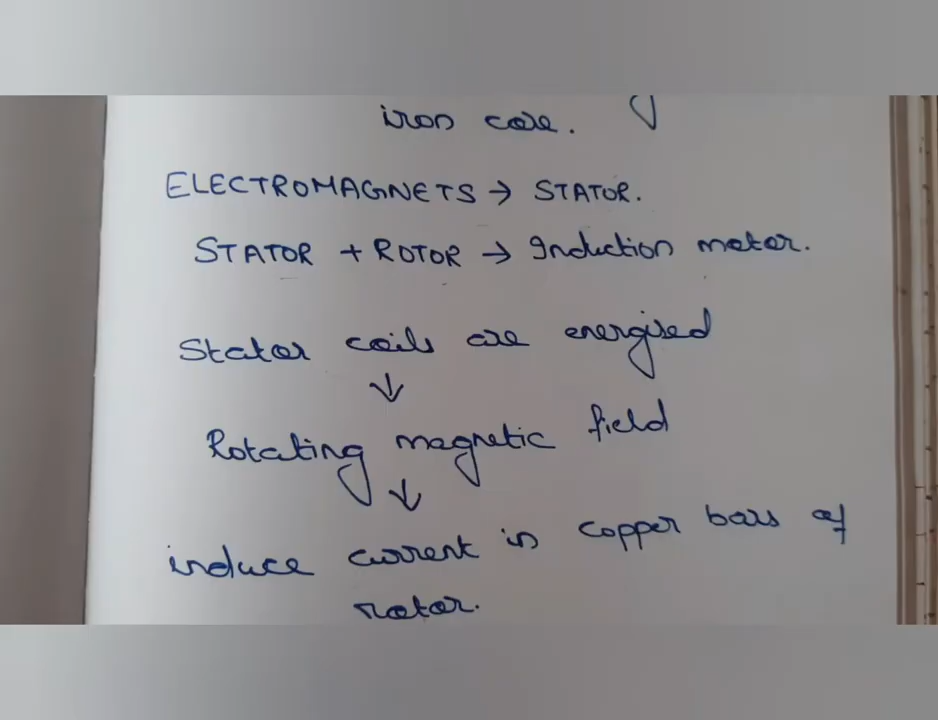 iron core.
ELECTROMAGNETS → STATOR.
STATOR + ROTOR → Induction motor.
Stator coils are energised
↓
Rotating magnetic field
↓
induce current in copper bars of
rotor.